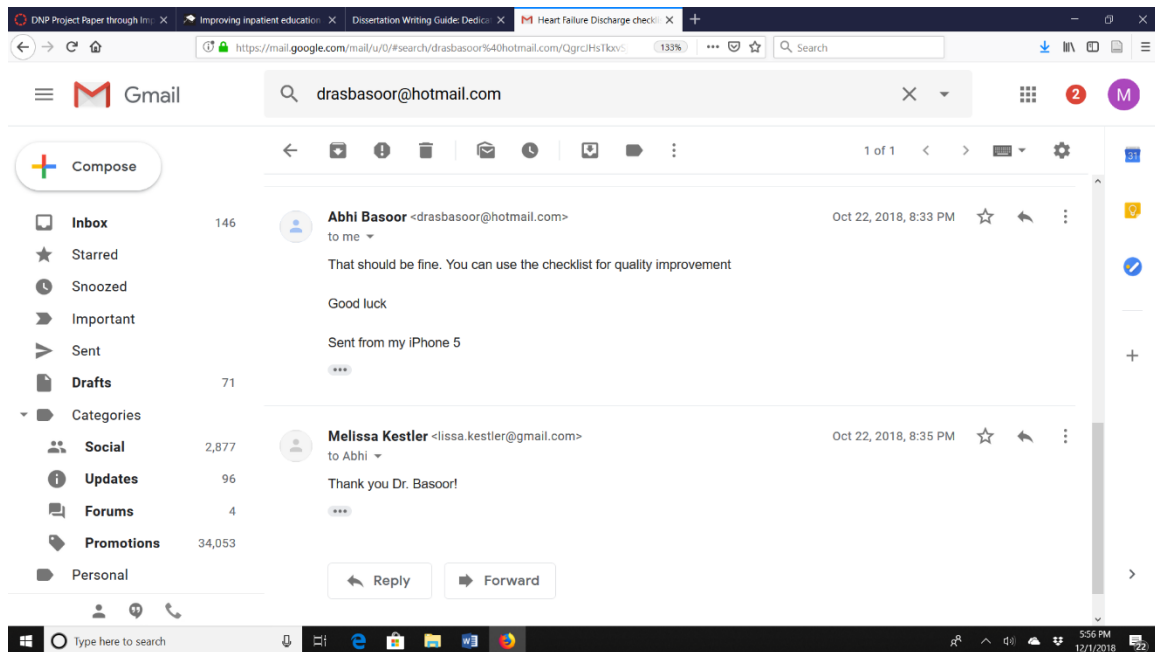 DNP Project Paper through Imp
Improving inpatient education
Dissertation Writing Guide: Dedicat
Heart Failure Discharge checkli
https://mail.google.com/mail/u/0/#search/drasbasoor%40hotmail.com/QgrcJHsTkxvS
133%
Search
Gmail
drasbasoor@hotmail.com
2
M
Compose
1 of 1
31
Inbox 146
Starred
Snoozed
Important
Sent
Drafts 71
Categories
Social 2,877
Updates 96
Forums 4
Promotions 34,053
Personal
Abhi Basoor <drasbasoor@hotmail.com> Oct 22, 2018, 8:33 PM
to me
That should be fine. You can use the checklist for quality improvement
Good luck
Sent from my iPhone 5
Melissa Kestler <lissa.kestler@gmail.com> Oct 22, 2018, 8:35 PM
to Abhi
Thank you Dr. Basoor!
Reply
Forward
Type here to search
5:56 PM
12/1/2018
22